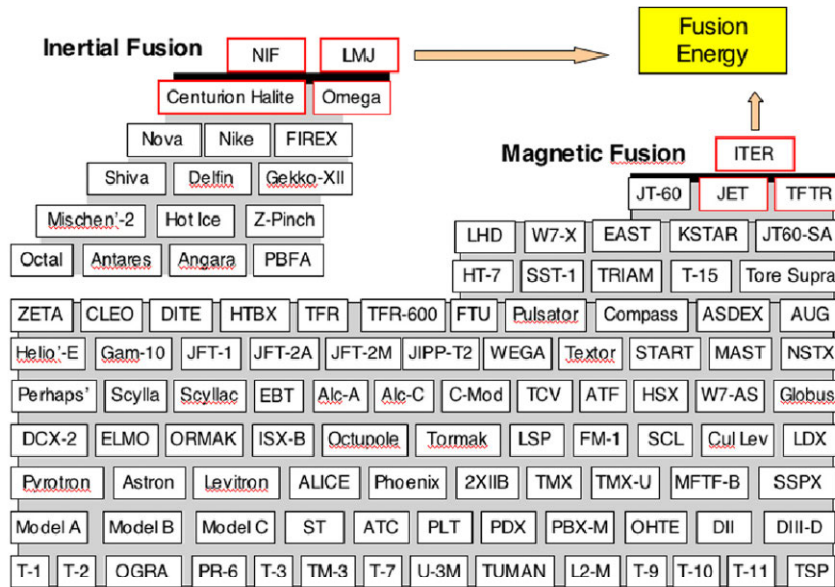 Inertial Fusion NIF LMJ Fusion Energy
Centurion Halite Omega
Nova Nike FIREX
Magnetic Fusion ITER
Shiva Delfin Gekko-XII
JT-60 JET TFTR
Mischen'-2 Hot Ice Z-Pinch
LHD W7-X EAST KSTAR JT60-SA
Octal Antares Angara PBFA
HT-7 SST-1 TRIAM T-15 Tore Supra
ZETA CLEO DITE HTBX TFR TFR-600 FTU Pulsator Compass ASDEX AUG
Helio'-E Gam-10 JFT-1 JFT-2A JFT-2M JIPP-T2 WEGA Textor START MAST NSTX
Perhaps' Scylla Scyllac EBT Alc-A Alc-C C-Mod TCV ATF HSX W7-AS Globus
DCX-2 ELMO ORMAK ISX-B Octupole Tormak LSP FM-1 SCL Cul Lev LDX
Pyrotron Astron Levitron ALICE Phoenix 2XIIB TMX TMX-U MFTF-B SSPX
Model A Model B Model C ST ATC PLT PDX PBX-M OHTE DII DIII-D
T-1 T-2 OGRA PR-6 T-3 TM-3 T-7 U-3M TUMAN L2-M T-9 T-10 T-11 TSP